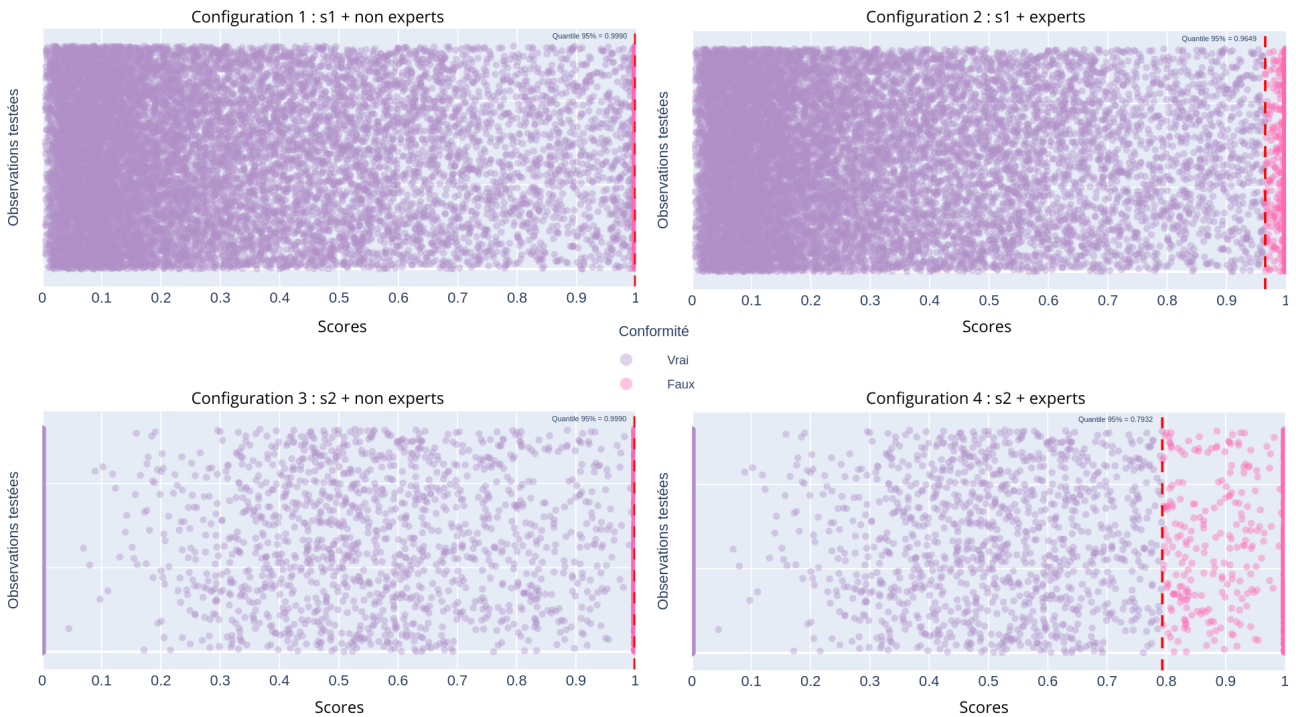 Configuration 1 : s1 + non experts
Quantile 95% = 0.9990
Observations testées
0 0.1 0.2 0.3 0.4 0.5 0.6 0.7 0.8 0.9 1
Scores
Configuration 2 : s1 + experts
Quantile 95% = 0.9649
Observations testées
0 0.1 0.2 0.3 0.4 0.5 0.6 0.7 0.8 0.9 1
Scores
Conformité
Vrai
Faux
Configuration 3 : s2 + non experts
Quantile 95% = 0.9990
Observations testées
0 0.1 0.2 0.3 0.4 0.5 0.6 0.7 0.8 0.9 1
Scores
Configuration 4 : s2 + experts
Quantile 95% = 0.7932
Observations testées
0 0.1 0.2 0.3 0.4 0.5 0.6 0.7 0.8 0.9 1
Scores